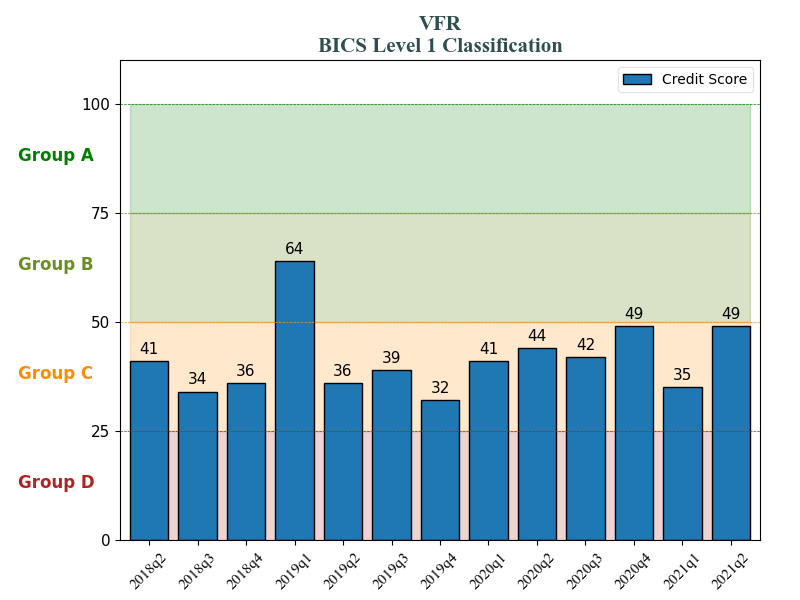 VFR
BICS Level 1 Classification
Credit Score
100
Group A
75
64
Group B
50
49
49
44
42
41
41
39
36
36
35
34
32
Group C
25
Group D
0
2018q2 2018q3 2018q4 2019q1 2019q2 2019q3 2019q4 2020q1 2020q2 2020q3 2020q4 2021q1 2021q2